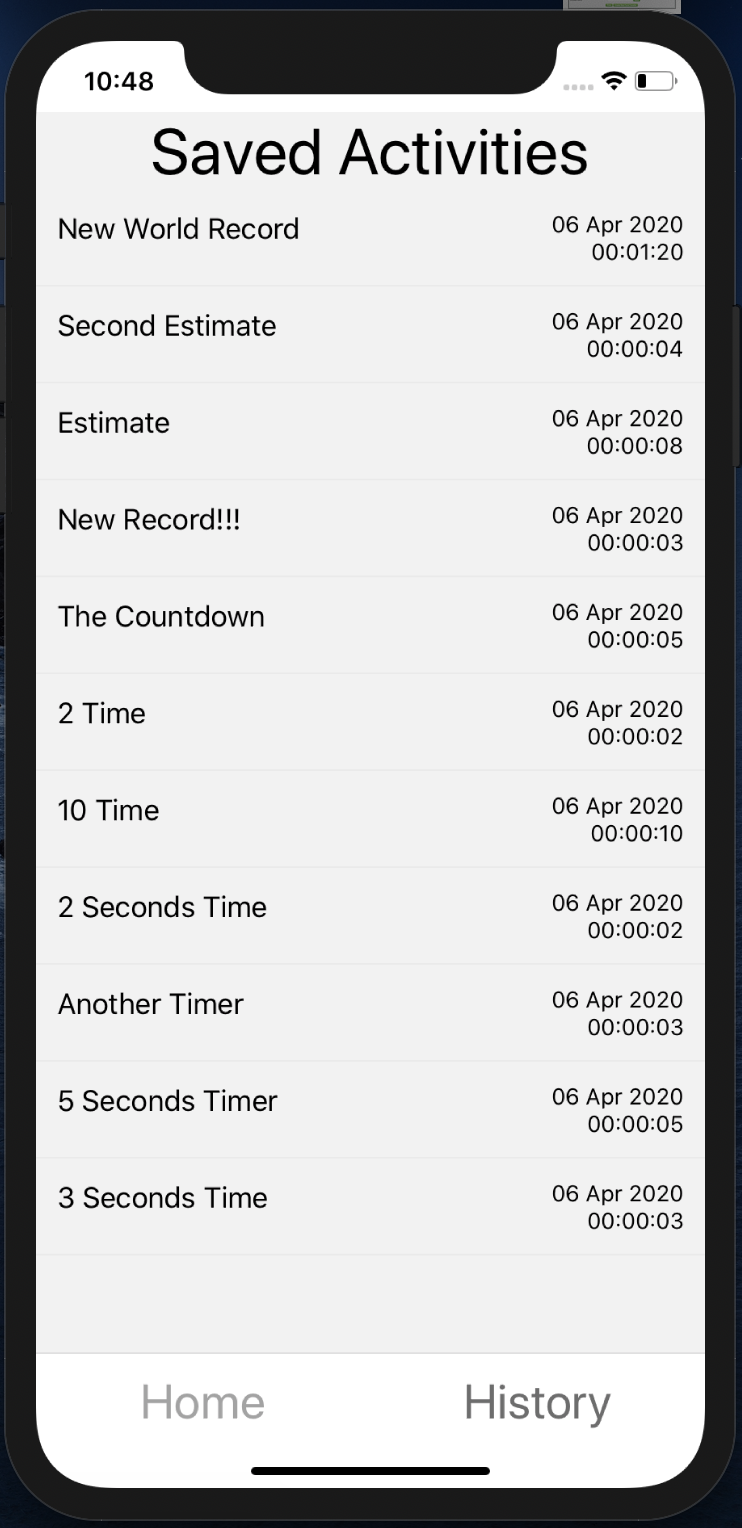 10:48
Saved Activities
New World Record
06 Apr 2020
00:01:20
Second Estimate
06 Apr 2020
00:00:04
Estimate
06 Apr 2020
00:00:08
New Record!!!
06 Apr 2020
00:00:03
The Countdown
06 Apr 2020
00:00:05
2 Time
06 Apr 2020
00:00:02
10 Time
06 Apr 2020
00:00:10
2 Seconds Time
06 Apr 2020
00:00:02
Another Timer
06 Apr 2020
00:00:03
5 Seconds Timer
06 Apr 2020
00:00:05
3 Seconds Time
06 Apr 2020
00:00:03
Home
History